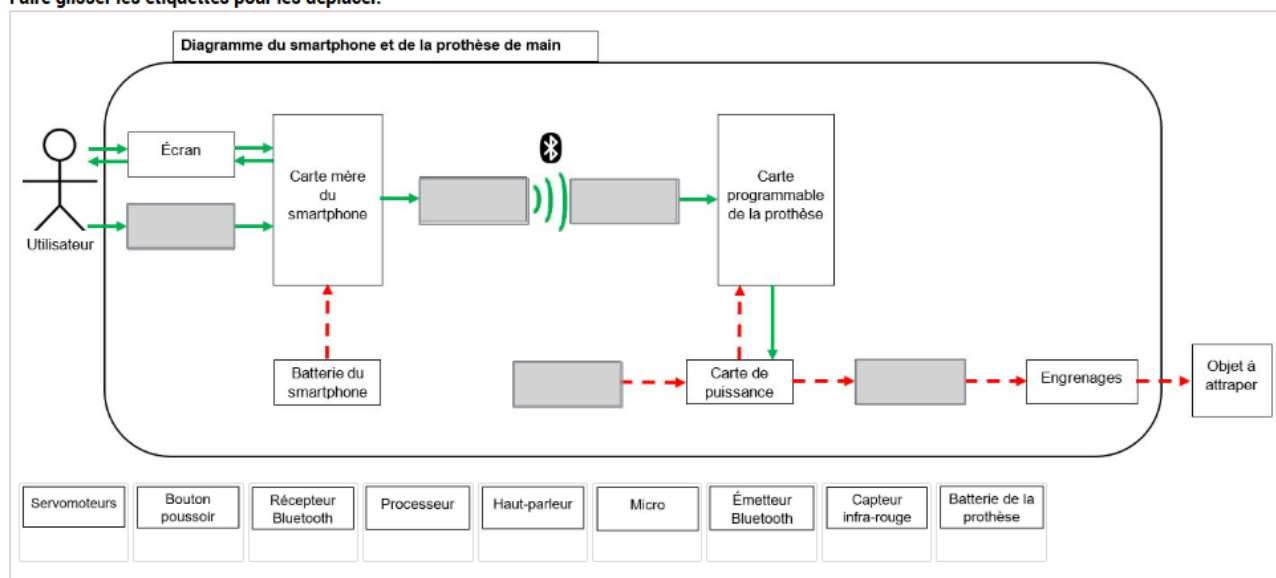 Faire glisser les étiquettes pour les déplacer.
Diagramme du smartphone et de la prothèse de main
Écran
Carte mère
du
smartphone
Carte
programmable
de la prothèse
Utilisateur
Batterie du
smartphone
Carte de
puissance
Engrenages
Objet à
attraper
Servomoteurs
Bouton
poussoir
Récepteur
Bluetooth
Processeur
Haut-parleur
Micro
Émetteur
Bluetooth
Capteur
infra-rouge
Batterie de la
prothèse